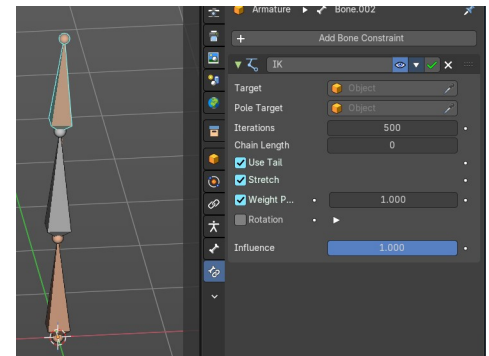 Armature ▸ Bone.002
+ Add Bone Constraint
IK
Target Object
Pole Target Object
Iterations 500
Chain Length 0
Use Tail
Stretch
Weight P... 1.000
Rotation
Influence 1.000